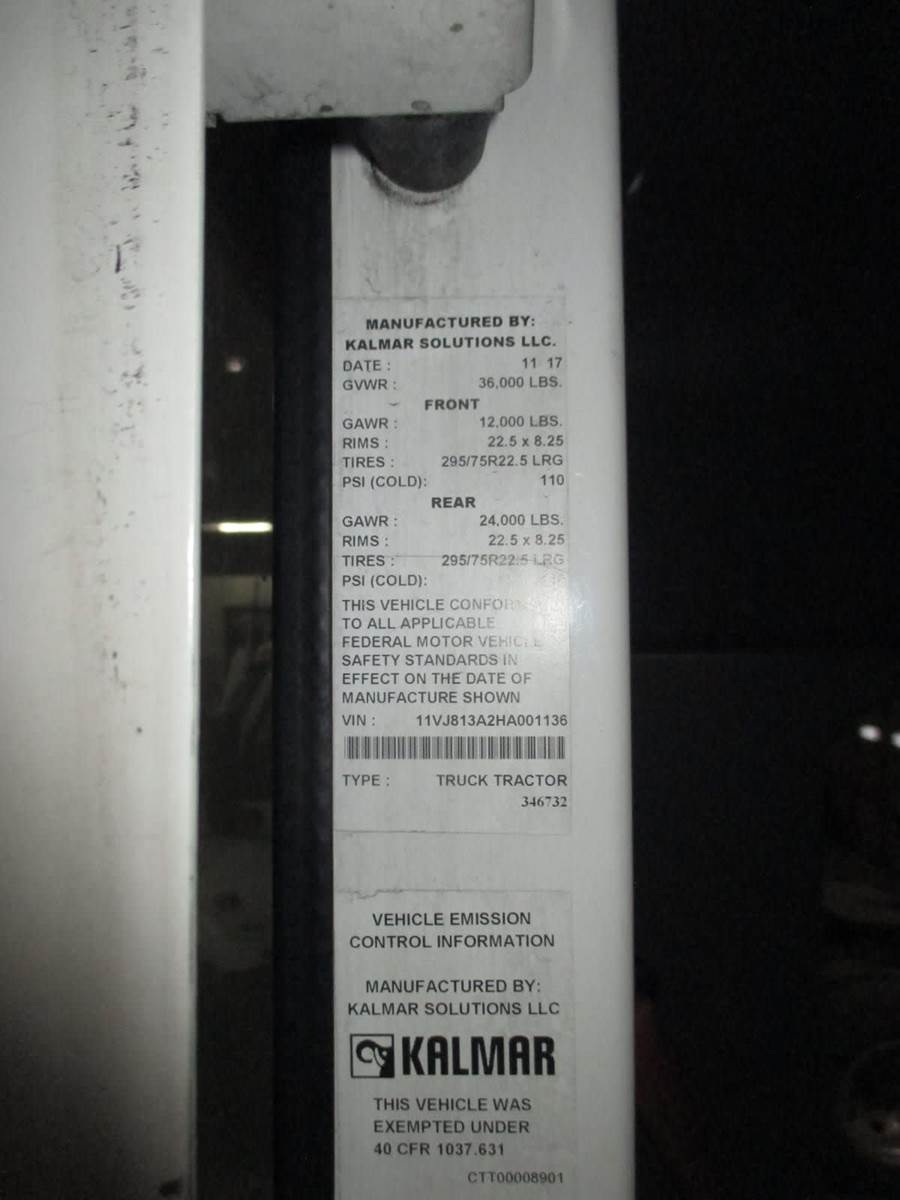 MANUFACTURED BY:
KALMAR SOLUTIONS LLC.
DATE : 11 17
GVWR : 36,000 LBS.
FRONT
GAWR : 12,000 LBS.
RIMS : 22.5 x 8.25
TIRES : 295/75R22.5 LRG
PSI (COLD): 110
REAR
GAWR : 24,000 LBS.
RIMS : 22.5 x 8.25
TIRES : 295/75R22.5 LRG
PSI (COLD):
THIS VEHICLE
TO ALL APPLICABLE
FEDERAL MOTOR VEHICLE
SAFETY STANDARDS IN
EFFECT ON THE DATE OF
MANUFACTURE SHOWN
VIN : 11VJ813A2HA001136
TYPE : TRUCK TRACTOR
346732
VEHICLE EMISSION
CONTROL INFORMATION
MANUFACTURED BY:
KALMAR SOLUTIONS LLC
KALMAR
THIS VEHICLE WAS
EXEMPTED UNDER
40 CFR 1037.631
CTT00008901